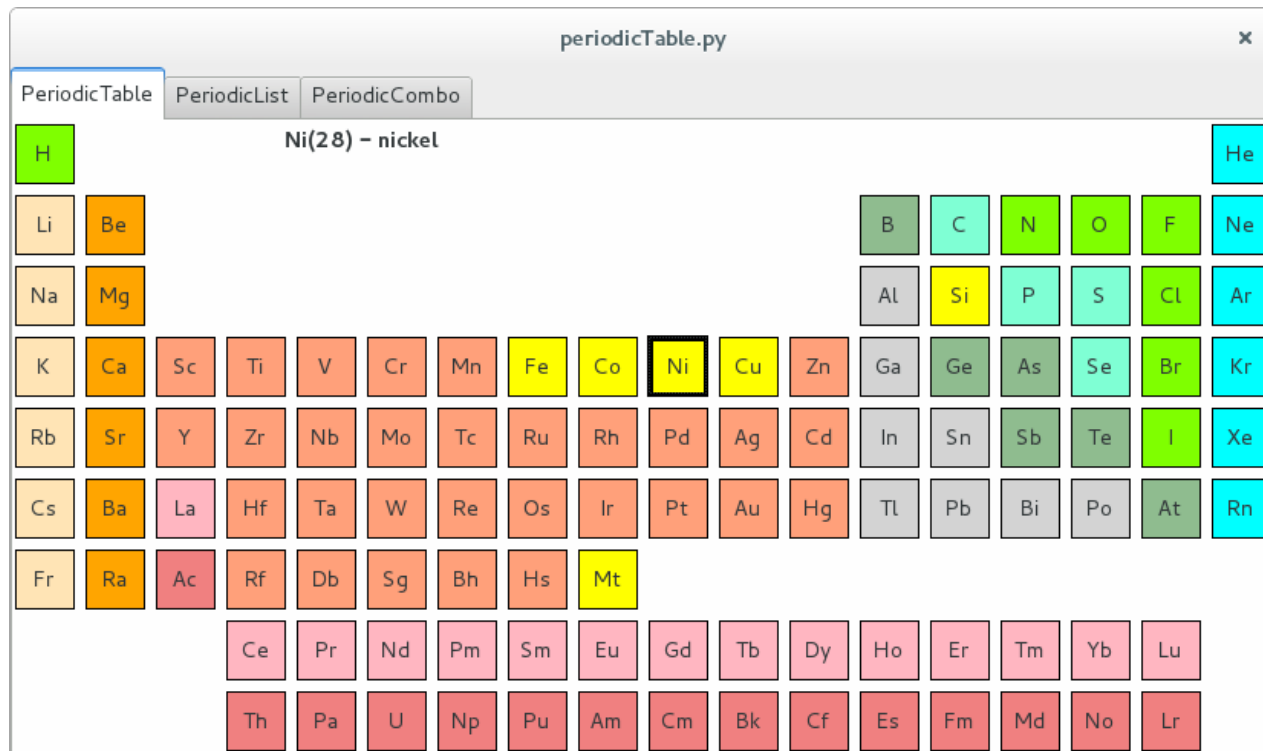 periodicTable.py ×
PeriodicTable PeriodicList PeriodicCombo
Ni(28) - nickel
H He
Li Be B C N O F Ne
Na Mg Al Si P S Cl Ar
K Ca Sc Ti V Cr Mn Fe Co Ni Cu Zn Ga Ge As Se Br Kr
Rb Sr Y Zr Nb Mo Tc Ru Rh Pd Ag Cd In Sn Sb Te I Xe
Cs Ba La Hf Ta W Re Os Ir Pt Au Hg Tl Pb Bi Po At Rn
Fr Ra Ac Rf Db Sg Bh Hs Mt
Ce Pr Nd Pm Sm Eu Gd Tb Dy Ho Er Tm Yb Lu
Th Pa U Np Pu Am Cm Bk Cf Es Fm Md No Lr